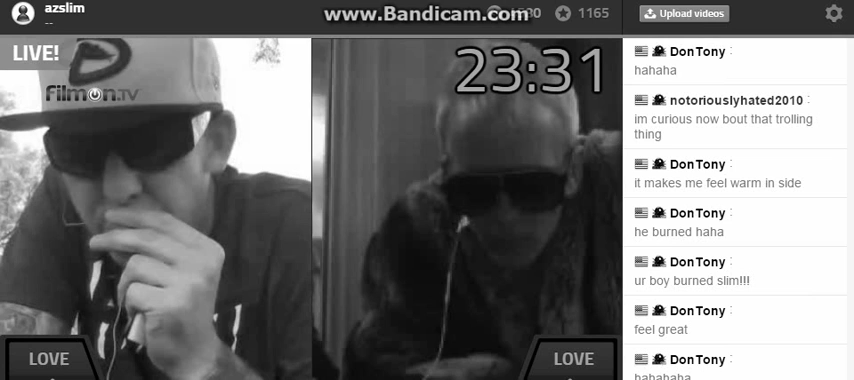 azslim
--
www.Bandicam.com
1165
Upload videos
LIVE!
filmon.TV
23:31
DonTony :
hahaha
notoriouslyhated2010 :
im curious now bout that trolling
thing
DonTony :
it makes me feel warm in side
DonTony :
he burned haha
DonTony :
ur boy burned slim!!!
DonTony :
feel great
DonTony :
hahahaha
LOVE
LOVE